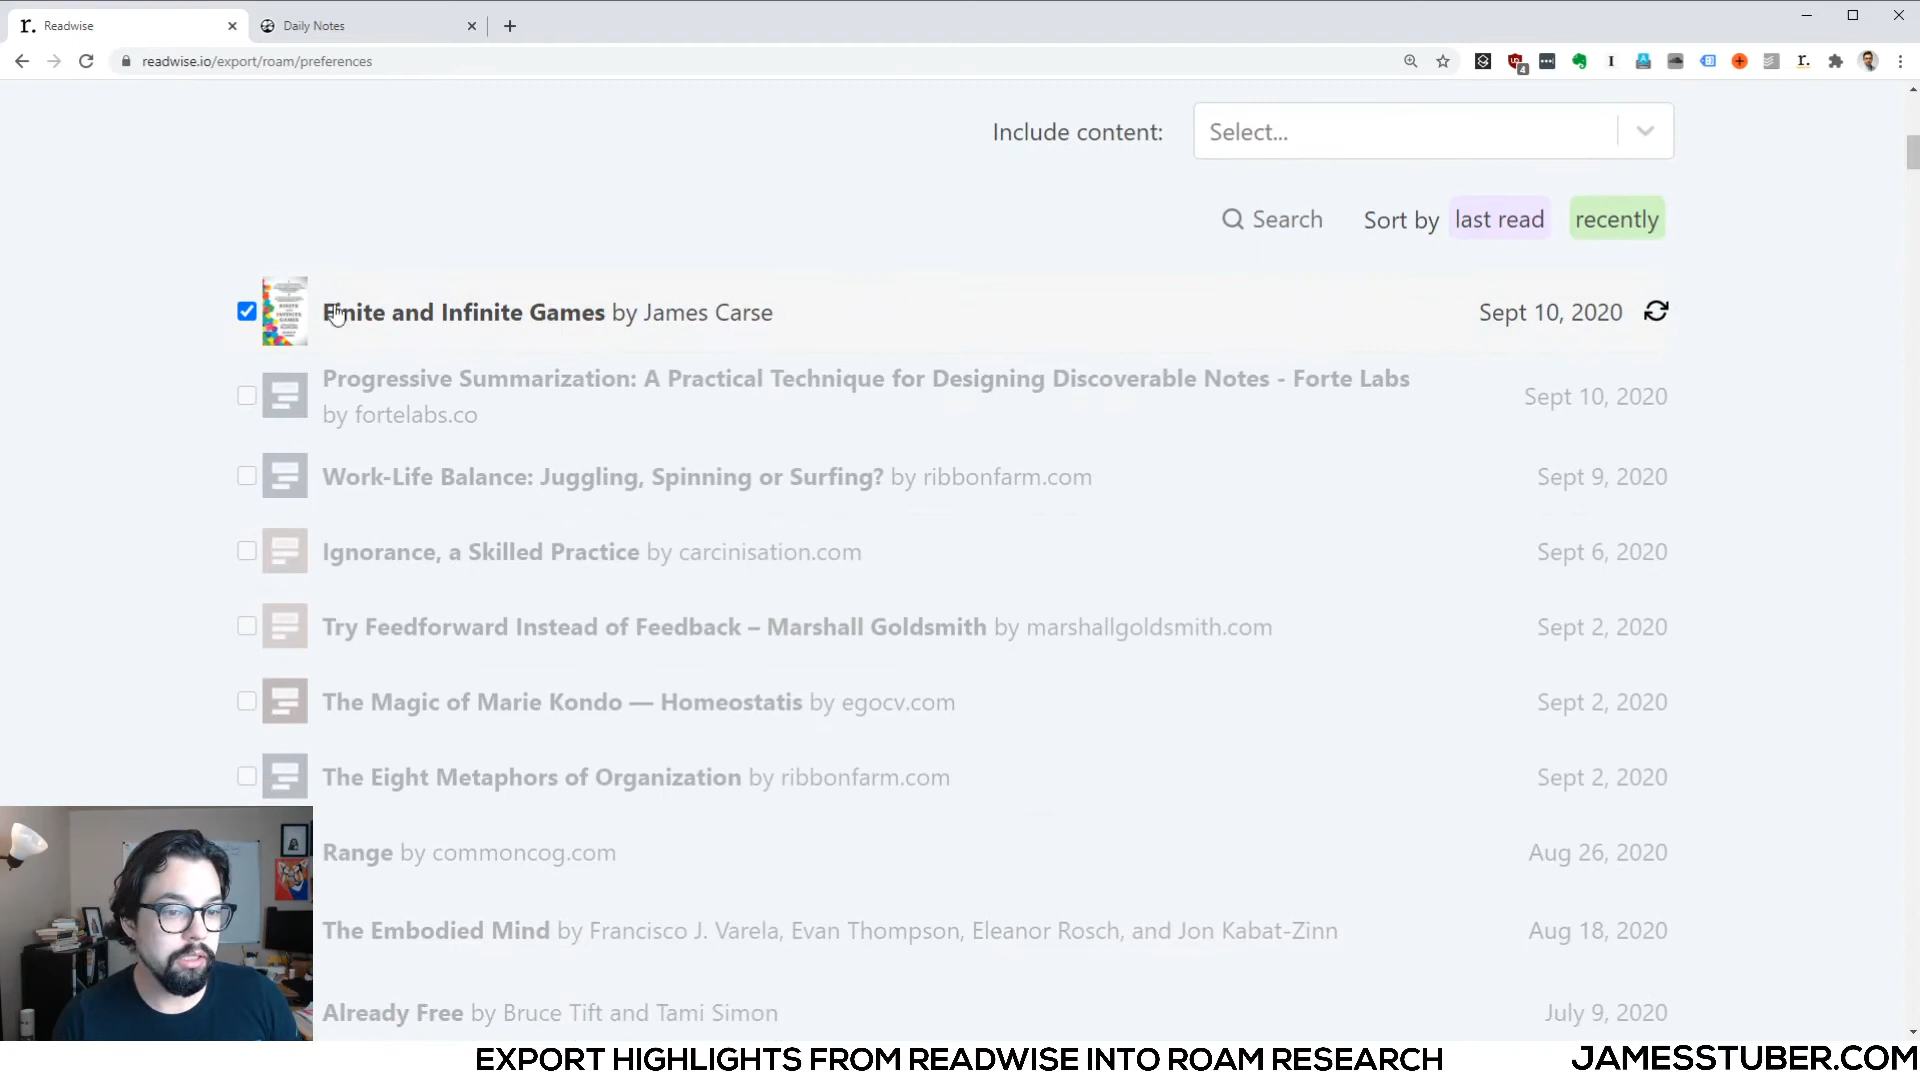 r. Readwise
Daily Notes
readwise.io/export/roam/preferences
4
r.
Include content:
Select...
Search
Sort by last read recently
Finite and Infinite Games by James Carse
Sept 10, 2020
Progressive Summarization: A Practical Technique for Designing Discoverable Notes - Forte Labs
by fortelabs.co
Sept 10, 2020
Work-Life Balance: Juggling, Spinning or Surfing? by ribbonfarm.com
Sept 9, 2020
Ignorance, a Skilled Practice by carcinisation.com
Sept 6, 2020
Try Feedforward Instead of Feedback – Marshall Goldsmith by marshallgoldsmith.com
Sept 2, 2020
The Magic of Marie Kondo — Homeostatis by egocv.com
Sept 2, 2020
The Eight Metaphors of Organization by ribbonfarm.com
Sept 2, 2020
Range by commoncog.com
Aug 26, 2020
The Embodied Mind by Francisco J. Varela, Evan Thompson, Eleanor Rosch, and Jon Kabat-Zinn
Aug 18, 2020
Already Free by Bruce Tift and Tami Simon
July 9, 2020
EXPORT HIGHLIGHTS FROM READWISE INTO ROAM RESEARCH
JAMESSTUBER.COM